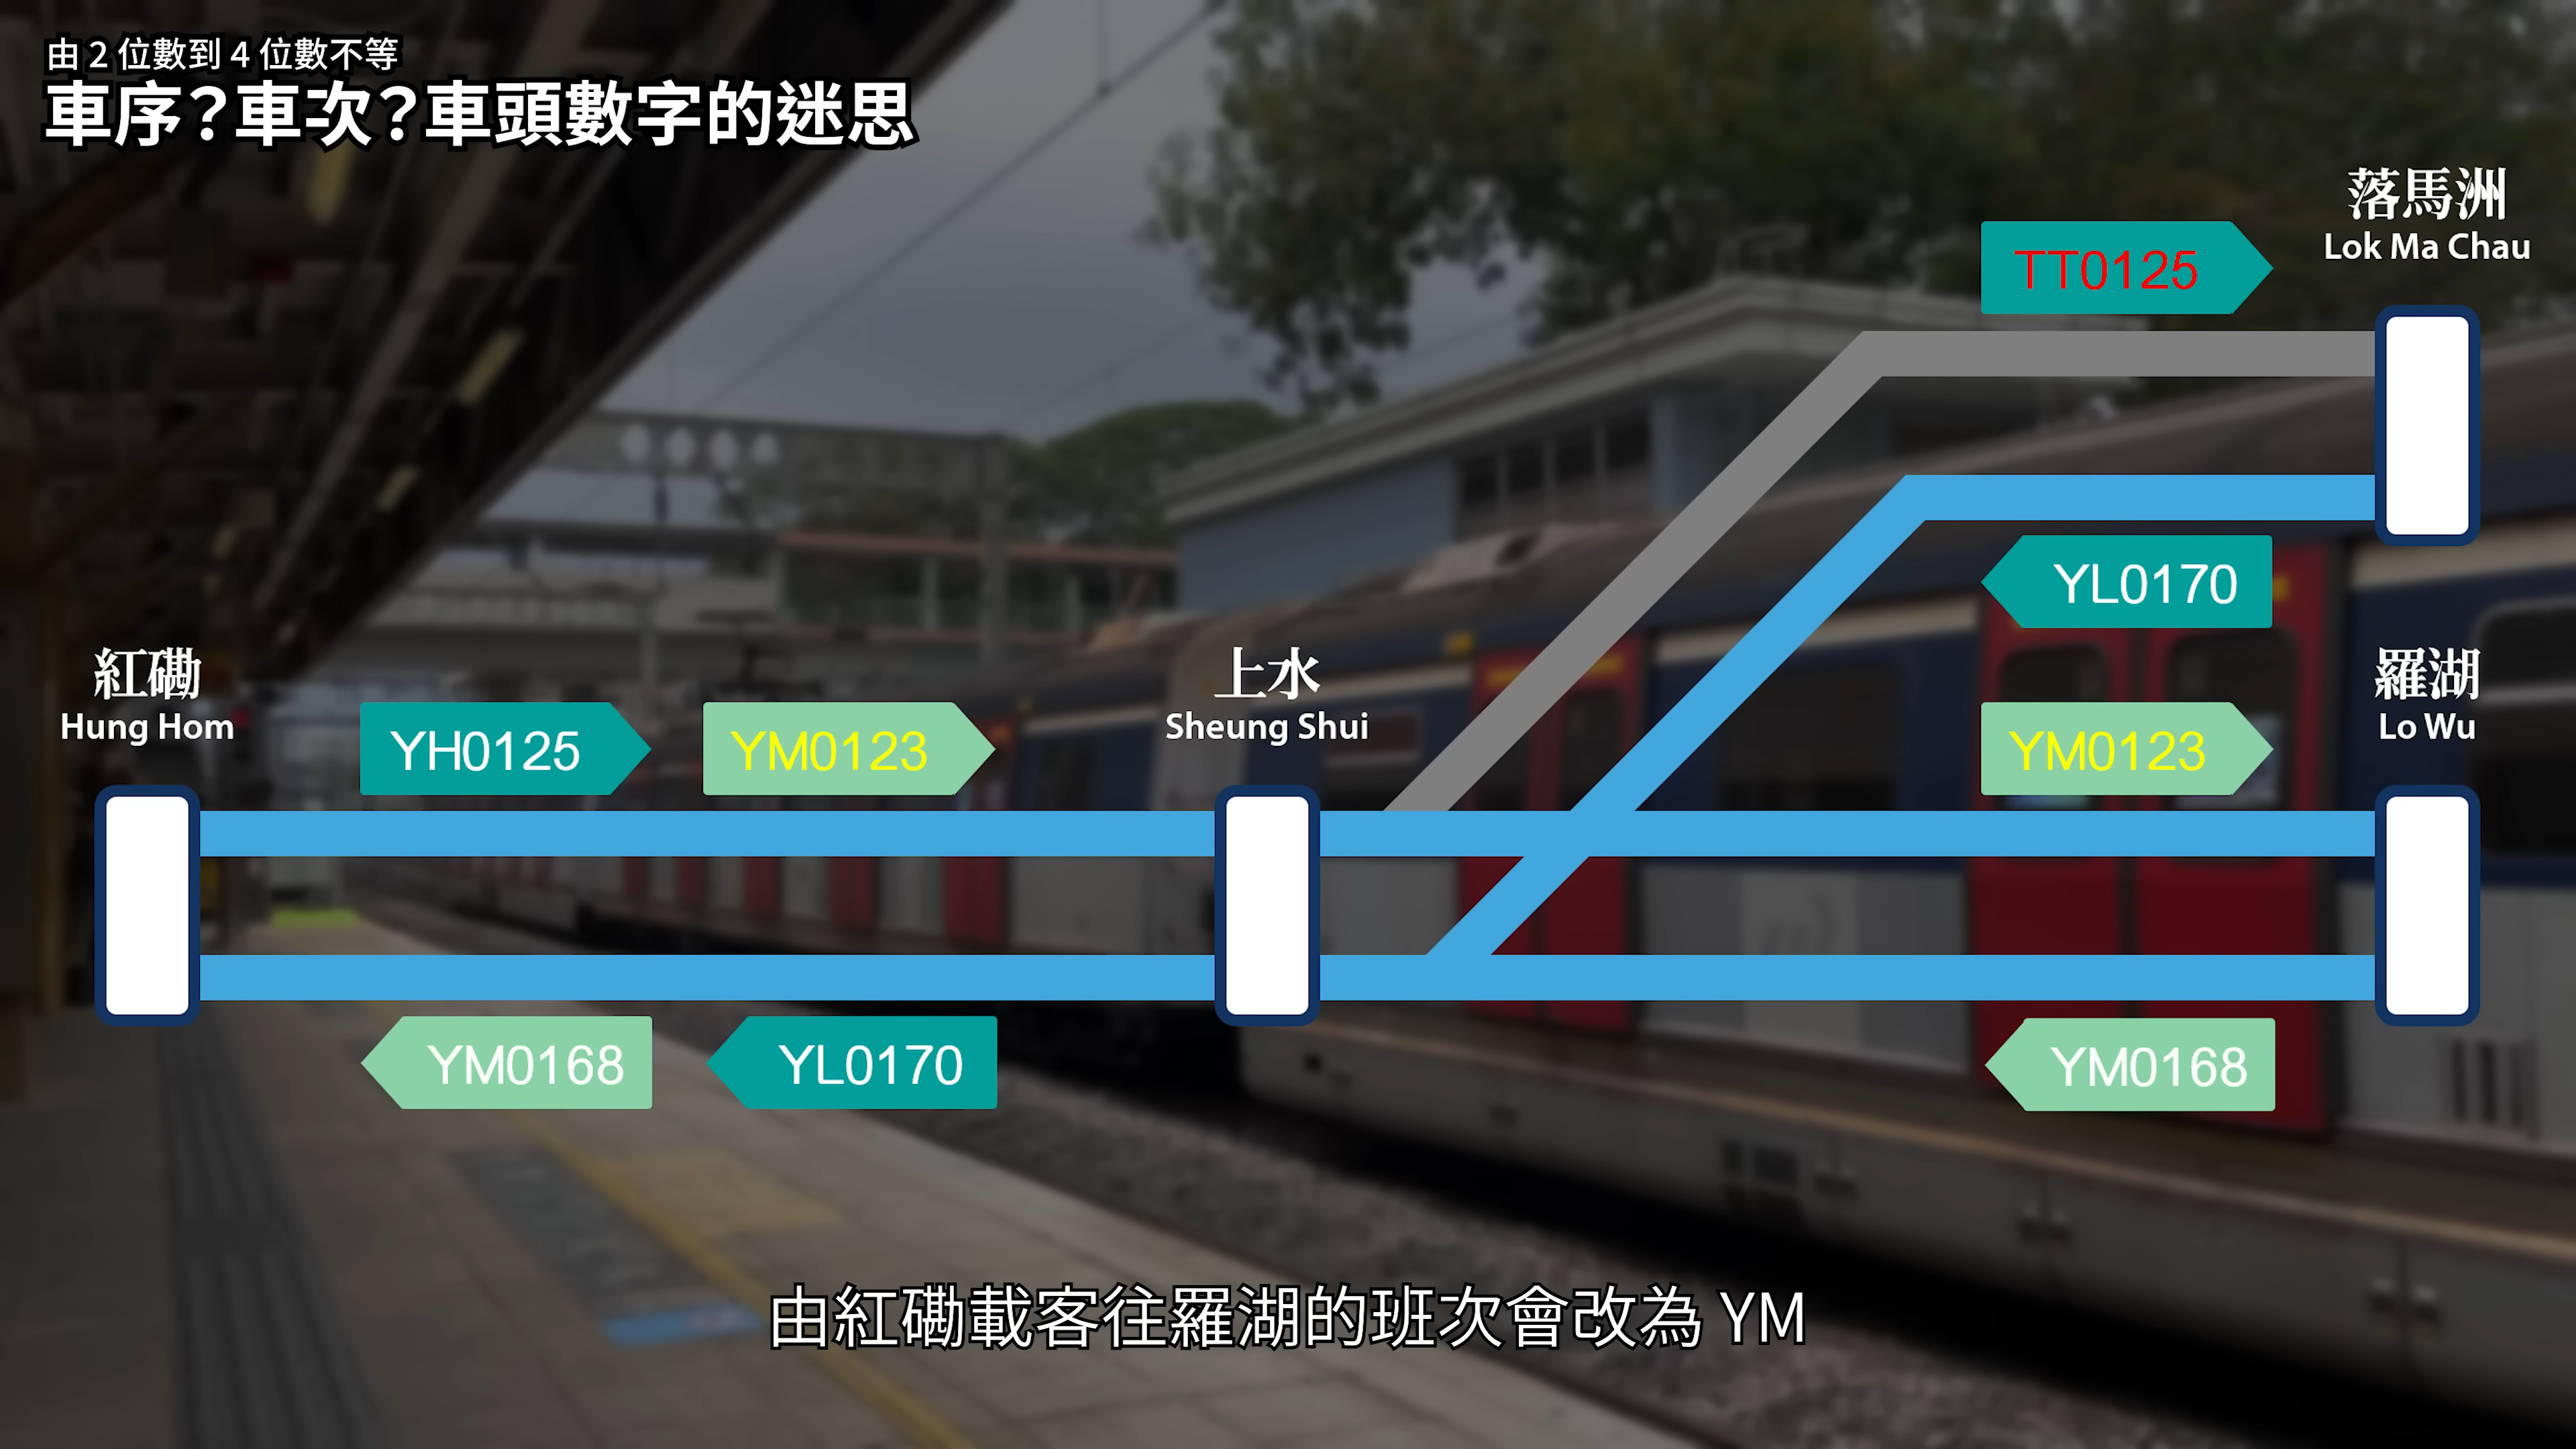 由 2 位數到 4 位數不等
車序？車次？車頭數字的迷思
落馬洲
Lok Ma Chau
TT0125
YL0170
紅磡
Hung Hom
YH0125
YM0123
上水
Sheung Shui
YM0123
羅湖
Lo Wu
YM0168
YL0170
YM0168
由紅磡載客往羅湖的班次會改為 YM